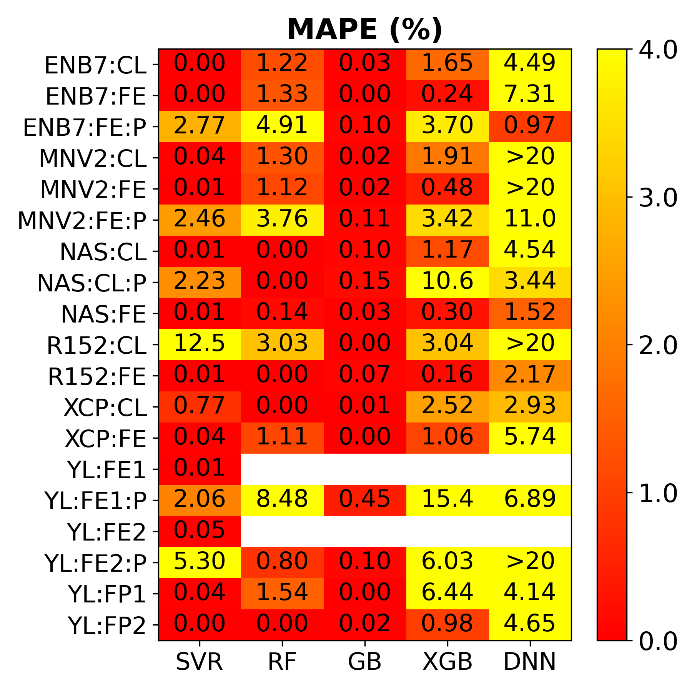 MAPE (%)
ENB7:CL 0.00 1.22 0.03 1.65 4.49
ENB7:FE 0.00 1.33 0.00 0.24 7.31
ENB7:FE:P 2.77 4.91 0.10 3.70 0.97
MNV2:CL 0.04 1.30 0.02 1.91 >20
MNV2:FE 0.01 1.12 0.02 0.48 >20
MNV2:FE:P 2.46 3.76 0.11 3.42 11.0
NAS:CL 0.01 0.00 0.10 1.17 4.54
NAS:CL:P 2.23 0.00 0.15 10.6 3.44
NAS:FE 0.01 0.14 0.03 0.30 1.52
R152:CL 12.5 3.03 0.00 3.04 >20
R152:FE 0.01 0.00 0.07 0.16 2.17
XCP:CL 0.77 0.00 0.01 2.52 2.93
XCP:FE 0.04 1.11 0.00 1.06 5.74
YL:FE1 0.01
YL:FE1:P 2.06 8.48 0.45 15.4 6.89
YL:FE2 0.05
YL:FE2:P 5.30 0.80 0.10 6.03 >20
YL:FP1 0.04 1.54 0.00 6.44 4.14
YL:FP2 0.00 0.00 0.02 0.98 4.65
SVR RF GB XGB DNN
4.0
3.0
2.0
1.0
0.0